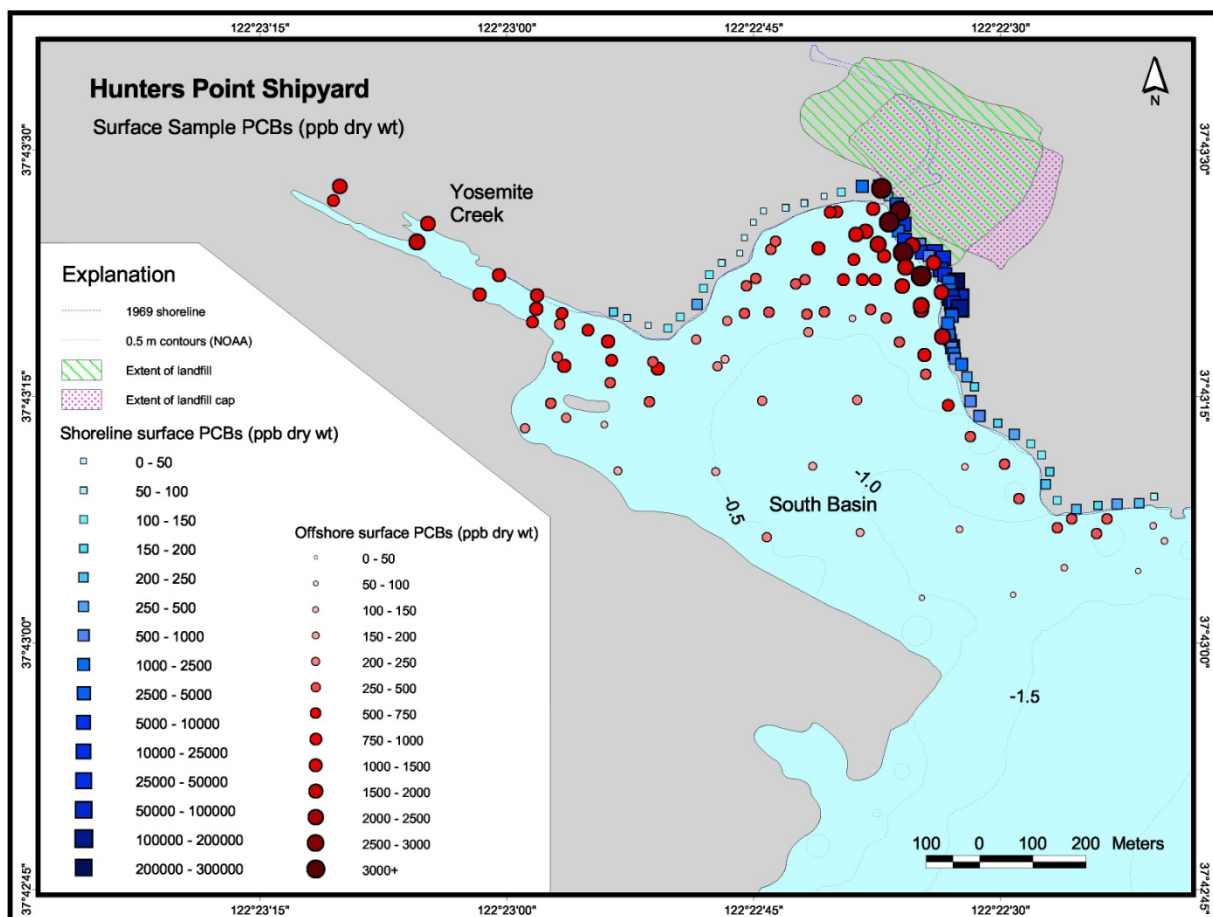 122°23'15"
122°23'00"
122°22'45"
122°22'30"
Hunters Point Shipyard
Surface Sample PCBs (ppb dry wt)
N
37°43'30"
37°43'30"
Yosemite
Creek
Explanation
1969 shoreline
0.5 m contours (NOAA)
Extent of landfill
Extent of landfill cap
37°43'15"
37°43'15"
Shoreline surface PCBs (ppb dry wt)
0 - 50
50 - 100
100 - 150
150 - 200
200 - 250
250 - 500
500 - 1000
1000 - 2500
2500 - 5000
5000 - 10000
10000 - 25000
25000 - 50000
50000 - 100000
100000 - 200000
200000 - 300000
Offshore surface PCBs (ppb dry wt)
0 - 50
50 - 100
100 - 150
150 - 200
200 - 250
250 - 500
500 - 750
750 - 1000
1000 - 1500
1500 - 2000
2000 - 2500
2500 - 3000
3000+
-0.5
-1.0
South Basin
-1.5
37°43'00"
37°43'00"
100 0 100 200 Meters
37°42'45"
37°42'45"
122°23'15"
122°23'00"
122°22'45"
122°22'30"